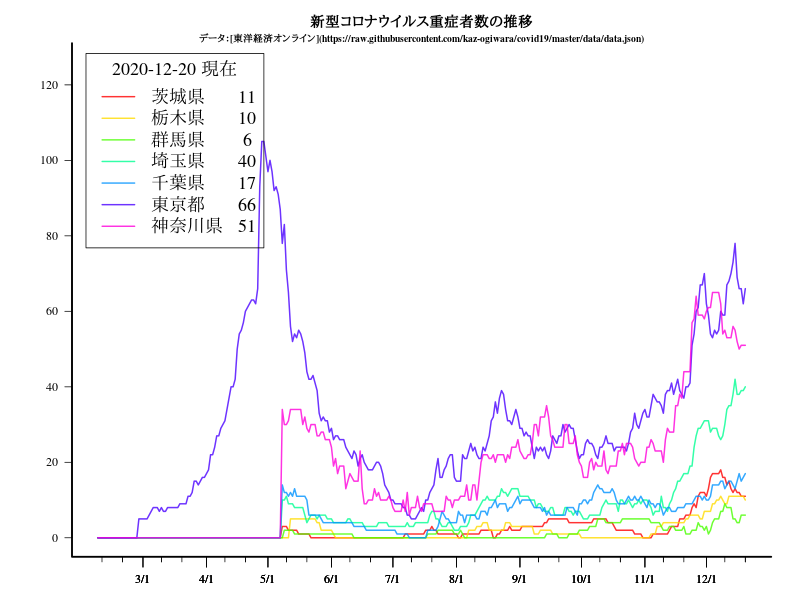 新型コロナウイルス重症者数の推移
データ:[東洋経済オンライン](https://raw.githubusercontent.com/kaz-ogiwara/covid19/master/data/data.json)
2020-12-20 現在
茨城県 11
栃木県 10
群馬県 6
埼玉県 40
千葉県 17
東京都 66
神奈川県 51
120
100
80
60
40
20
0
3/1 4/1 5/1 6/1 7/1 8/1 9/1 10/1 11/1 12/1